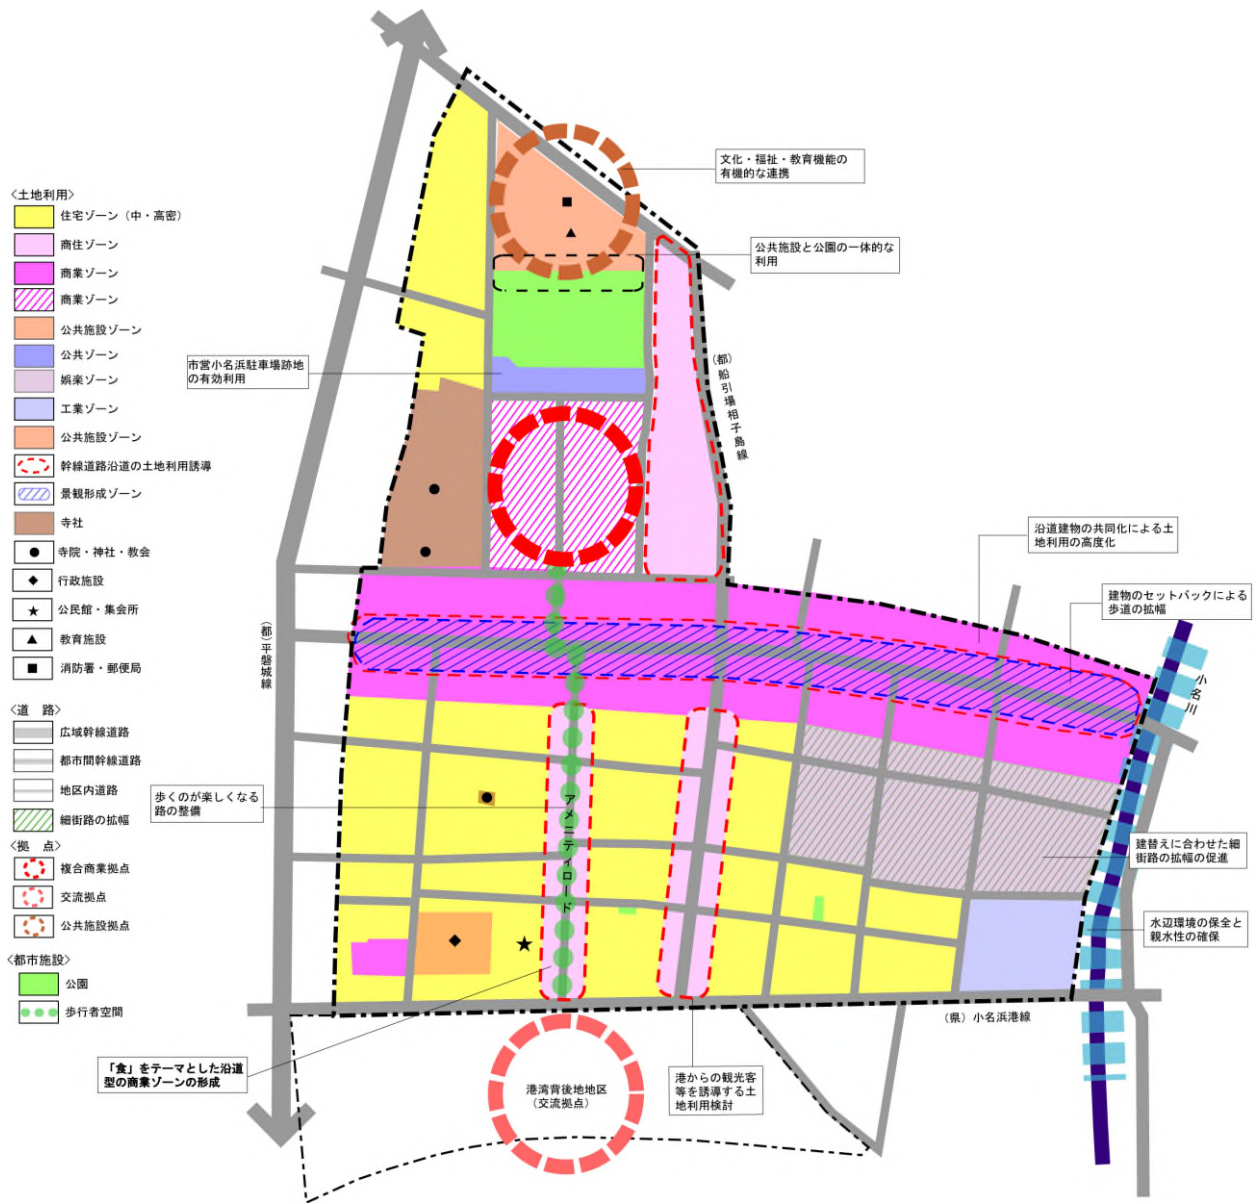 〈土地利用〉
住宅ゾーン（中・高密）
商住ゾーン
商業ゾーン
商業ゾーン
公共施設ゾーン
公共ゾーン
娯楽ゾーン
工業ゾーン
公共施設ゾーン
幹線道路沿道の土地利用誘導
景観形成ゾーン
寺社
寺院・神社・教会
行政施設
公民館・集会所
教育施設
消防署・郵便局
〈道　路〉
広域幹線道路
都市間幹線道路
地区内道路
細街路の拡幅
〈拠　点〉
複合商業拠点
交流拠点
公共施設拠点
〈都市施設〉
公園
歩行者空間
文化・福祉・教育機能の
有機的な連携
公共施設と公園の一体的な
利用
市営小名浜駐車場跡地
の有効利用
（都）船引場相子島線
沿道建物の共同化による土
地利用の高度化
建物のセットバックによる
歩道の拡幅
（都）平磐城線
小名川
歩くのが楽しくなる
路の整備
アメニティロード
建替えに合わせた細
街路の拡幅の促進
水辺環境の保全と
親水性の確保
（県）小名浜港線
「食」をテーマとした沿道
型の商業ゾーンの形成
港湾背後地地区
（交流拠点）
港からの観光客
等を誘導する土
地利用検討